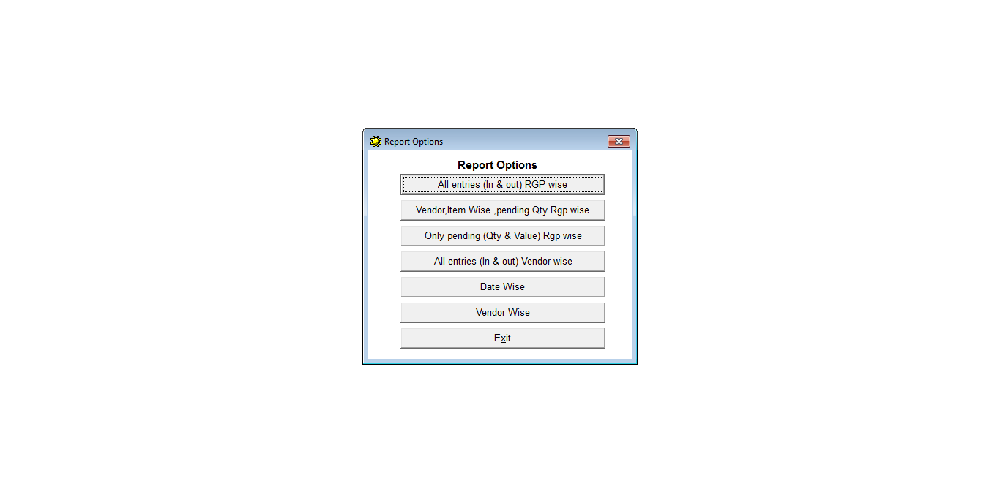 Report Options
Report Options
All entries (In & out) RGP wise
Vendor,Item Wise ,pending Qty Rgp wise
Only pending (Qty & Value) Rgp wise
All entries (In & out) Vendor wise
Date Wise
Vendor Wise
Exit